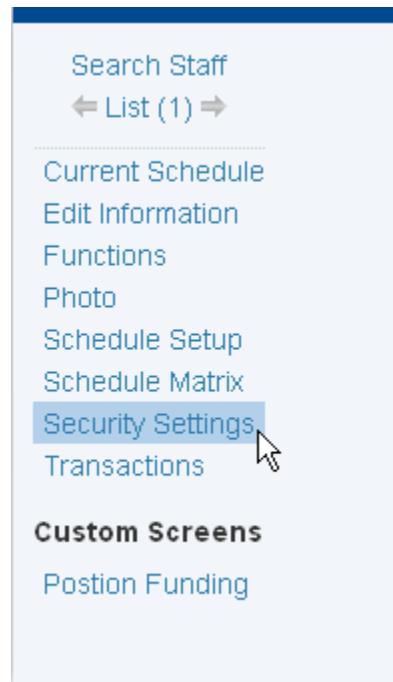 Search Staff
⇐ List (1) ⇒
Current Schedule
Edit Information
Functions
Photo
Schedule Setup
Schedule Matrix
Security Settings
Transactions
Custom Screens
Postion Funding